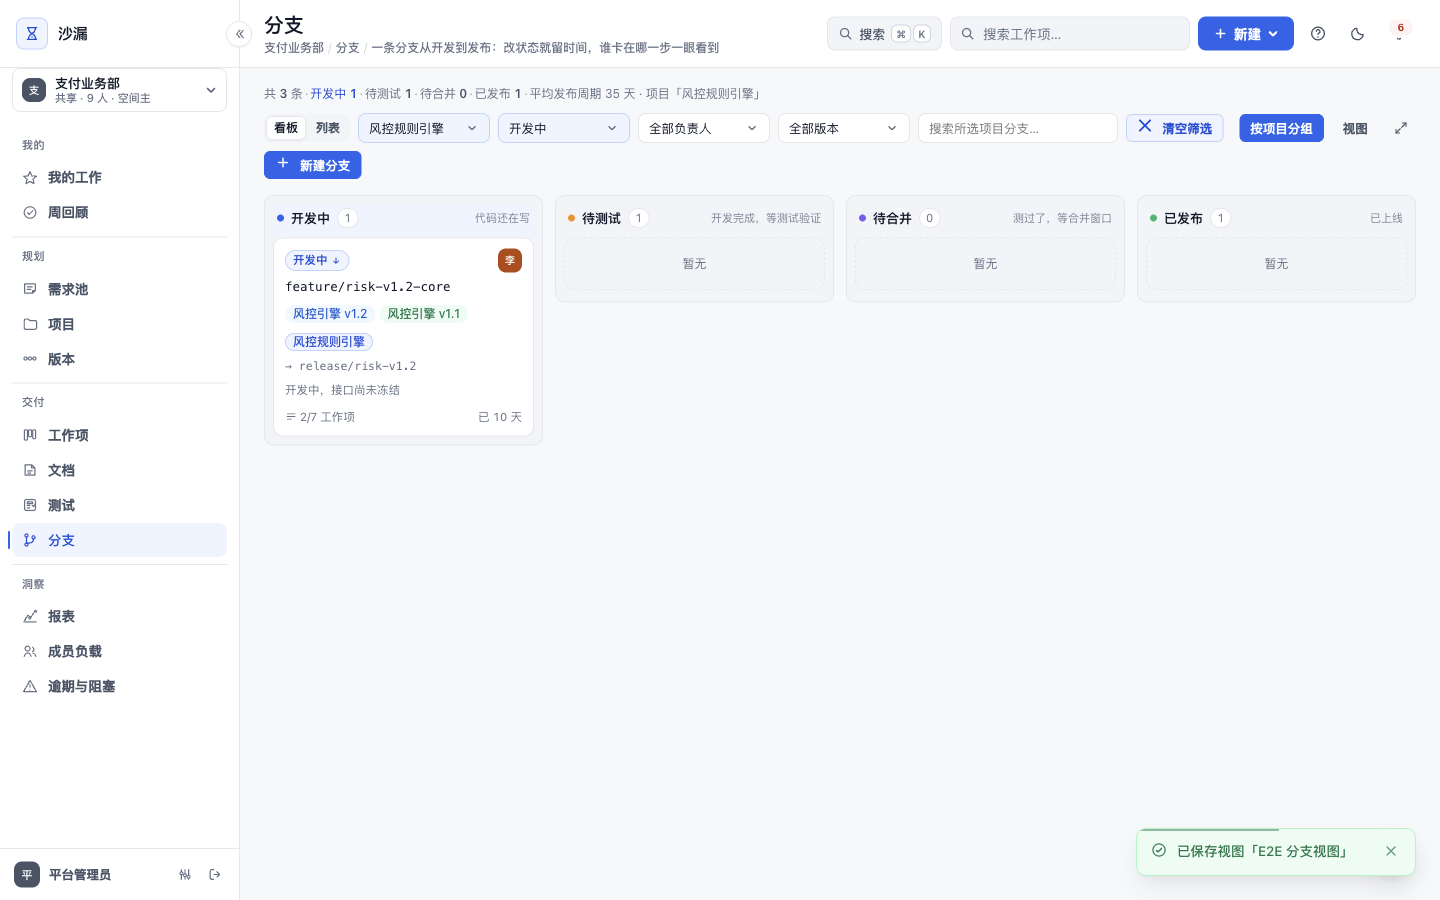 沙漏
支
支付业务部
共享 · 9 人 · 空间主
我的
我的工作
周回顾
规划
需求池
项目
版本
交付
工作项
文档
测试
分支
洞察
报表
成员负载
逾期与阻塞
平
平台管理员
分支
支付业务部 / 分支 / 一条分支从开发到发布：改状态就留时间，谁卡在哪一步一眼看到
搜索 ⌘ K
搜索工作项…
新建
6
共 3 条 · 开发中 1 · 待测试 1 · 待合并 0 · 已发布 1 · 平均发布周期 35 天 · 项目「风控规则引擎」
看板 列表 风控规则引擎 开发中 全部负责人 全部版本 搜索所选项目分支… 清空筛选 按项目分组 视图
新建分支
开发中 1 代码还在写
开发中 ↓ 李
feature/risk-v1.2-core
风控引擎 v1.2 风控引擎 v1.1
风控规则引擎
→ release/risk-v1.2
开发中，接口尚未冻结
2/7 工作项 已 10 天
待测试 1 开发完成，等测试验证
暂无
待合并 0 测过了，等合并窗口
暂无
已发布 1 已上线
暂无
已保存视图「E2E 分支视图」